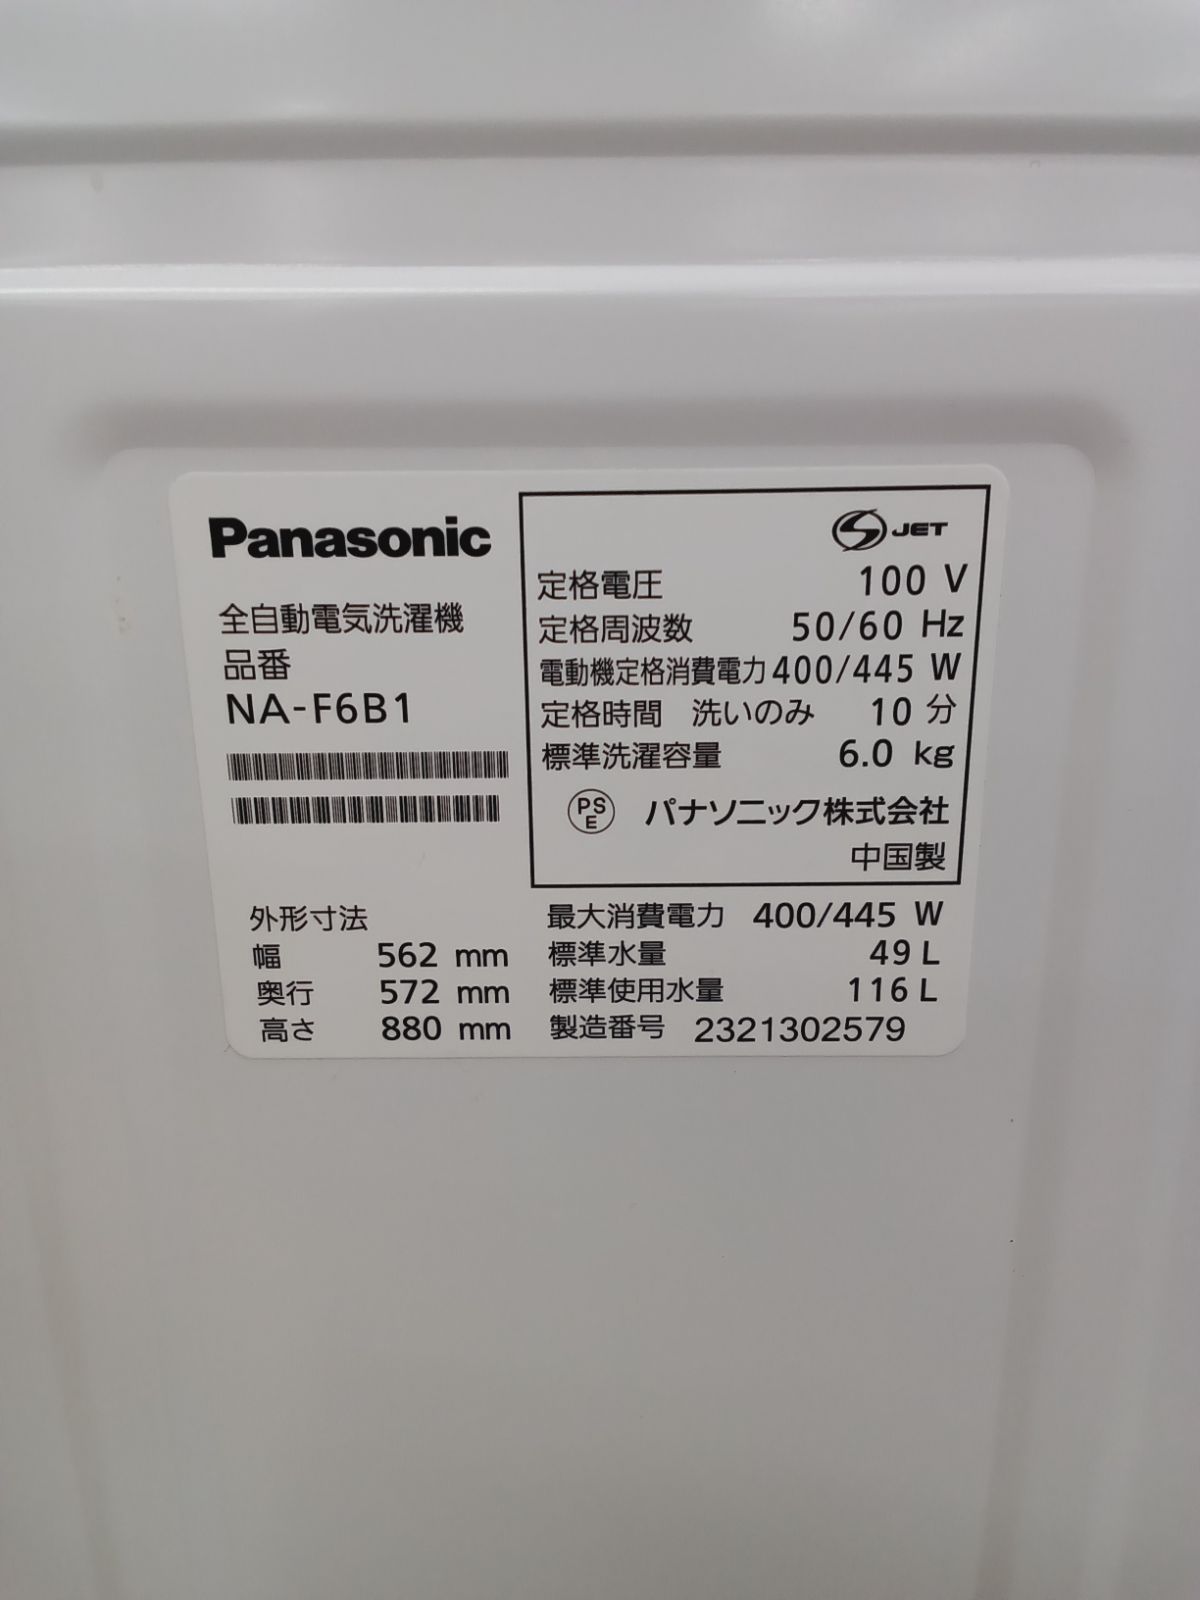 Panasonic
全自動電気洗濯機
品番
NA-F6B1
S JET
定格電圧 100 V
定格周波数 50/60 Hz
電動機定格消費電力 400/445 W
定格時間 洗いのみ 10 分
標準洗濯容量 6.0 kg
PSE パナソニック株式会社
中国製
外形寸法
幅 562 mm
奥行 572 mm
高さ 880 mm
最大消費電力 400/445 W
標準水量 49 L
標準使用水量 116 L
製造番号 2321302579